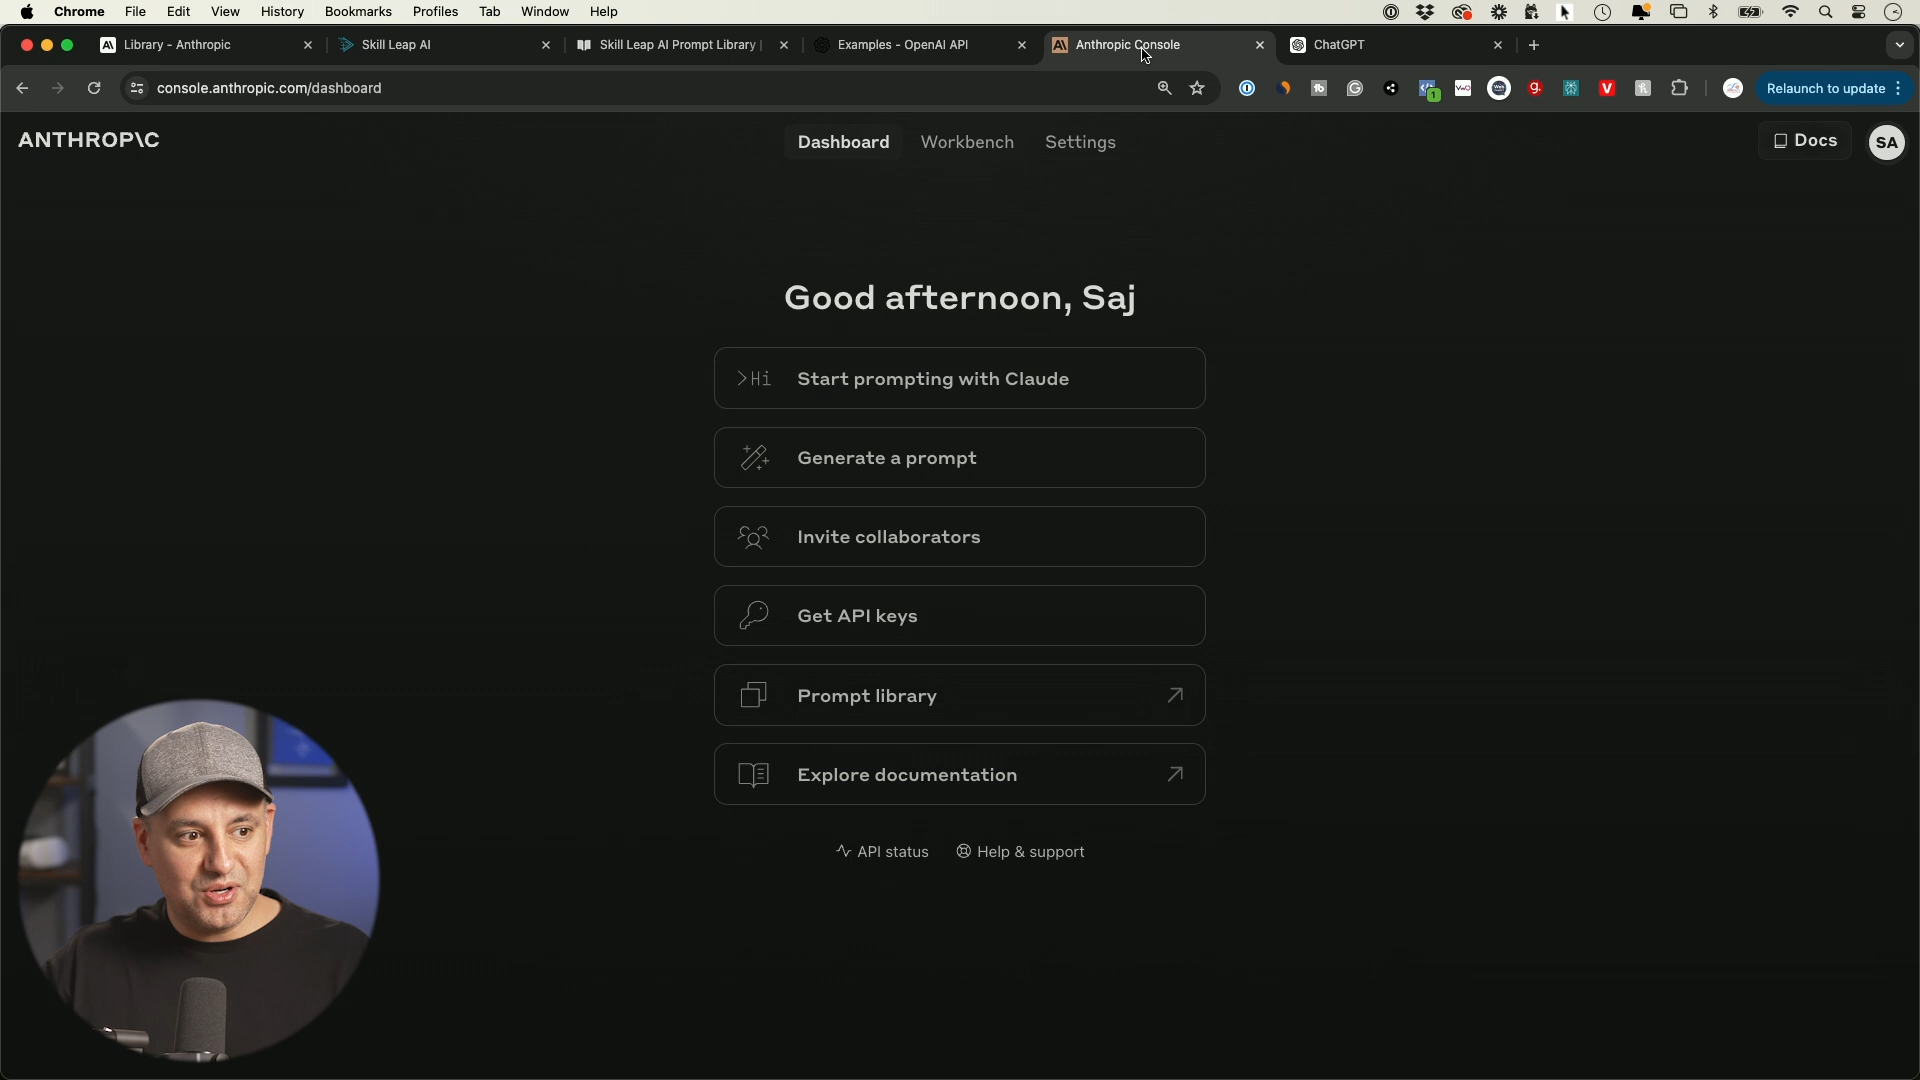 Chrome File Edit View History Bookmarks Profiles Tab Window Help
Library - Anthropic Skill Leap AI Skill Leap AI Prompt Library | Examples - OpenAI API Anthropic Console ChatGPT
console.anthropic.com/dashboard Relaunch to update
ANTHROP\C Dashboard Workbench Settings Docs SA
Good afternoon, Saj
>Hi Start prompting with Claude
Generate a prompt
Invite collaborators
Get API keys
Prompt library
Explore documentation
API status Help & support